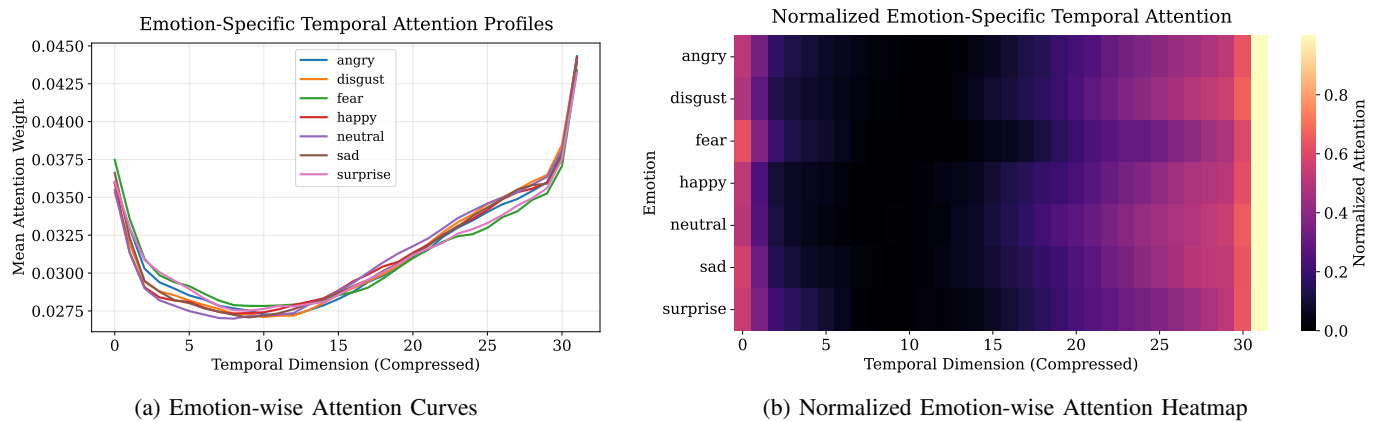 Emotion-Specific Temporal Attention Profiles
Mean Attention Weight
0.0450
0.0425
0.0400
0.0375
0.0350
0.0325
0.0300
0.0275
angry
disgust
fear
happy
neutral
sad
surprise
0 5 10 15 20 25 30
Temporal Dimension (Compressed)
(a) Emotion-wise Attention Curves
Normalized Emotion-Specific Temporal Attention
Emotion
angry
disgust
fear
happy
neutral
sad
surprise
0 5 10 15 20 25 30
Temporal Dimension (Compressed)
0.8
0.6
0.4
0.2
0.0
Normalized Attention
(b) Normalized Emotion-wise Attention Heatmap